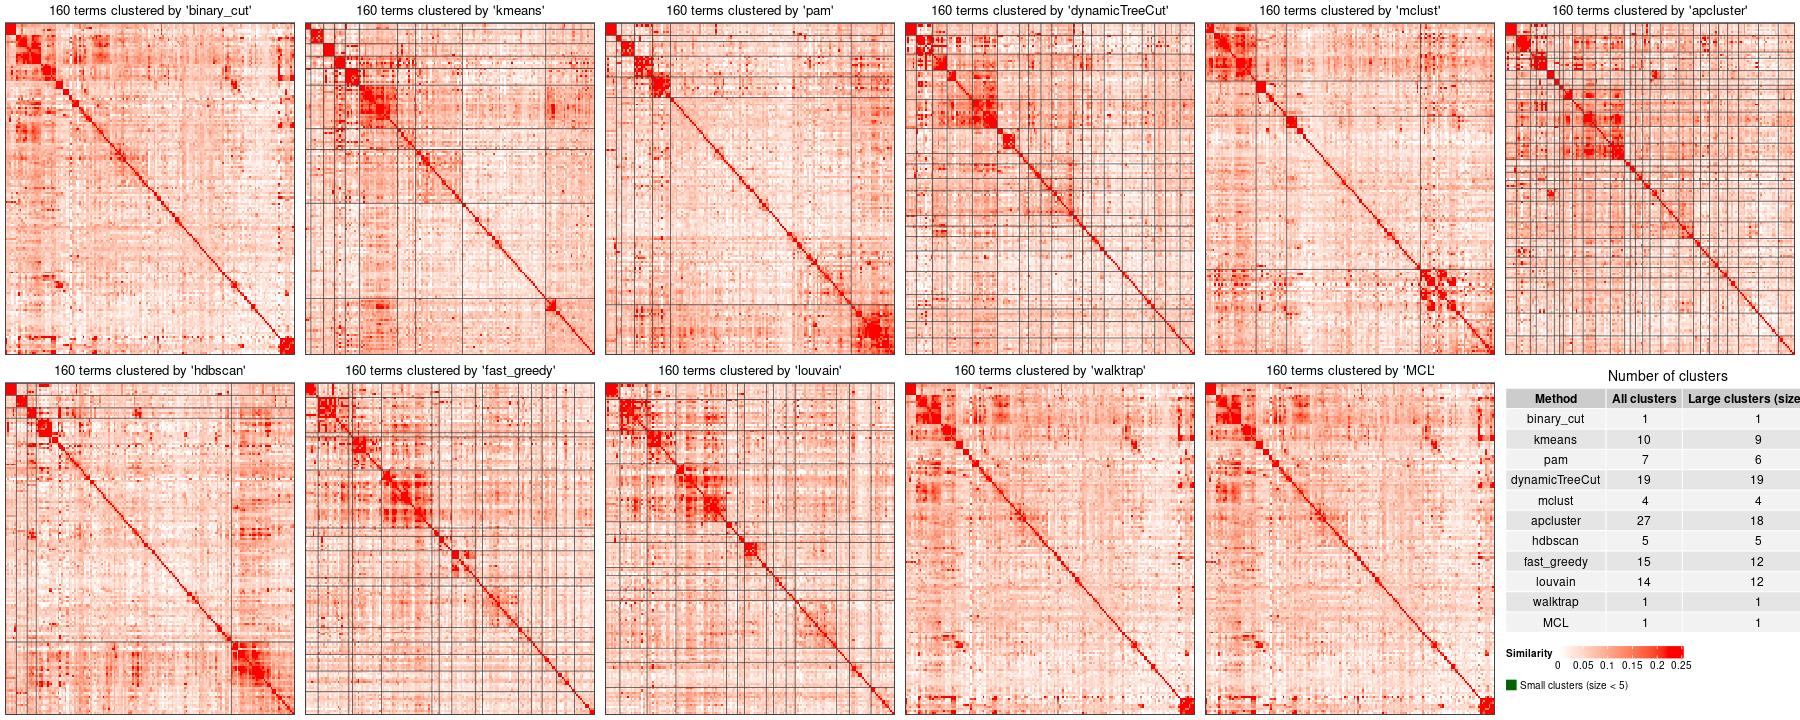 160 terms clustered by 'binary_cut'
160 terms clustered by 'kmeans'
160 terms clustered by 'pam'
160 terms clustered by 'dynamicTreeCut'
160 terms clustered by 'mclust'
160 terms clustered by 'apcluster'
160 terms clustered by 'hdbscan'
160 terms clustered by 'fast_greedy'
160 terms clustered by 'louvain'
160 terms clustered by 'walktrap'
160 terms clustered by 'MCL'
Number of clusters
Method All clusters Large clusters (size
binary_cut 1 1
kmeans 10 9
pam 7 6
dynamicTreeCut 19 19
mclust 4 4
apcluster 27 18
hdbscan 5 5
fast_greedy 15 12
louvain 14 12
walktrap 1 1
MCL 1 1
Similarity
0 0.05 0.1 0.15 0.2 0.25
Small clusters (size < 5)